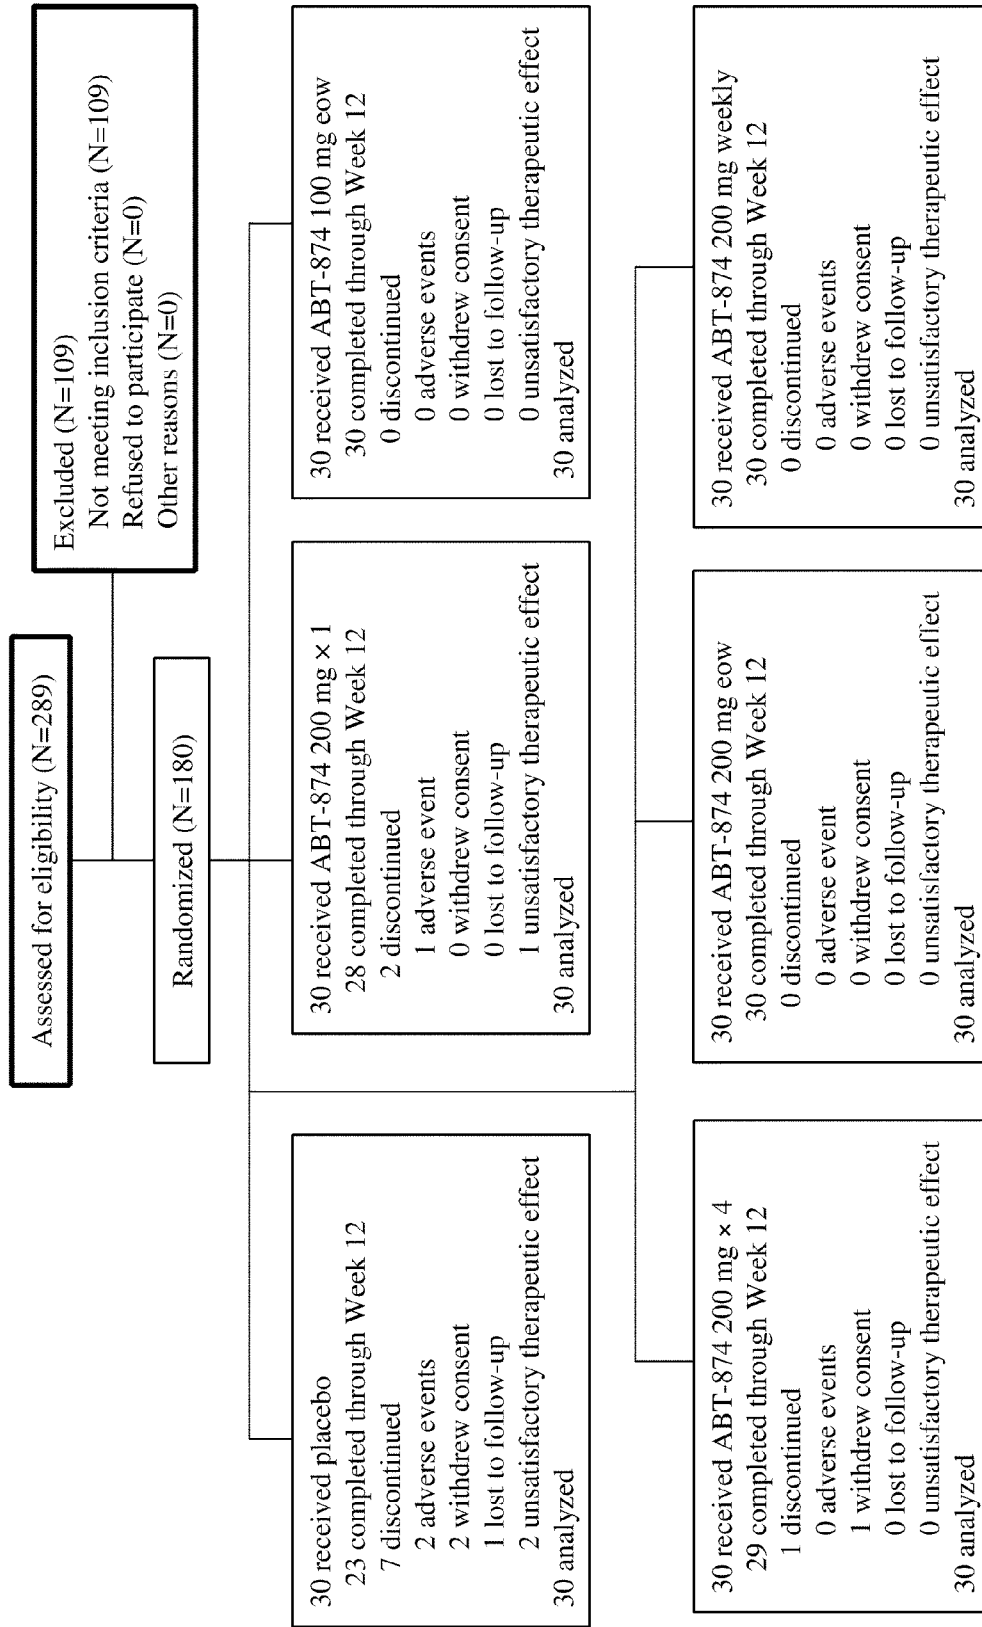 Assessed for eligibility (N=289)
Excluded (N=109)
Not meeting inclusion criteria (N=109)
Refused to participate (N=0)
Other reasons (N=0)
Randomized (N=180)
30 received placebo
23 completed through Week 12
7 discontinued
2 adverse events
2 withdrew consent
1 lost to follow-up
2 unsatisfactory therapeutic effect
30 analyzed
30 received ABT-874 200 mg × 1
28 completed through Week 12
2 discontinued
1 adverse event
0 withdrew consent
0 lost to follow-up
1 unsatisfactory therapeutic effect
30 analyzed
30 received ABT-874 100 mg eow
30 completed through Week 12
0 discontinued
0 adverse events
0 withdrew consent
0 lost to follow-up
0 unsatisfactory therapeutic effect
30 analyzed
30 received ABT-874 200 mg × 4
29 completed through Week 12
1 discontinued
0 adverse events
1 withdrew consent
0 lost to follow-up
0 unsatisfactory therapeutic effect
30 analyzed
30 received ABT-874 200 mg eow
30 completed through Week 12
0 discontinued
0 adverse event
0 withdrew consent
0 lost to follow-up
0 unsatisfactory therapeutic effect
30 analyzed
30 received ABT-874 200 mg weekly
30 completed through Week 12
0 discontinued
0 adverse events
0 withdrew consent
0 lost to follow-up
0 unsatisfactory therapeutic effect
30 analyzed